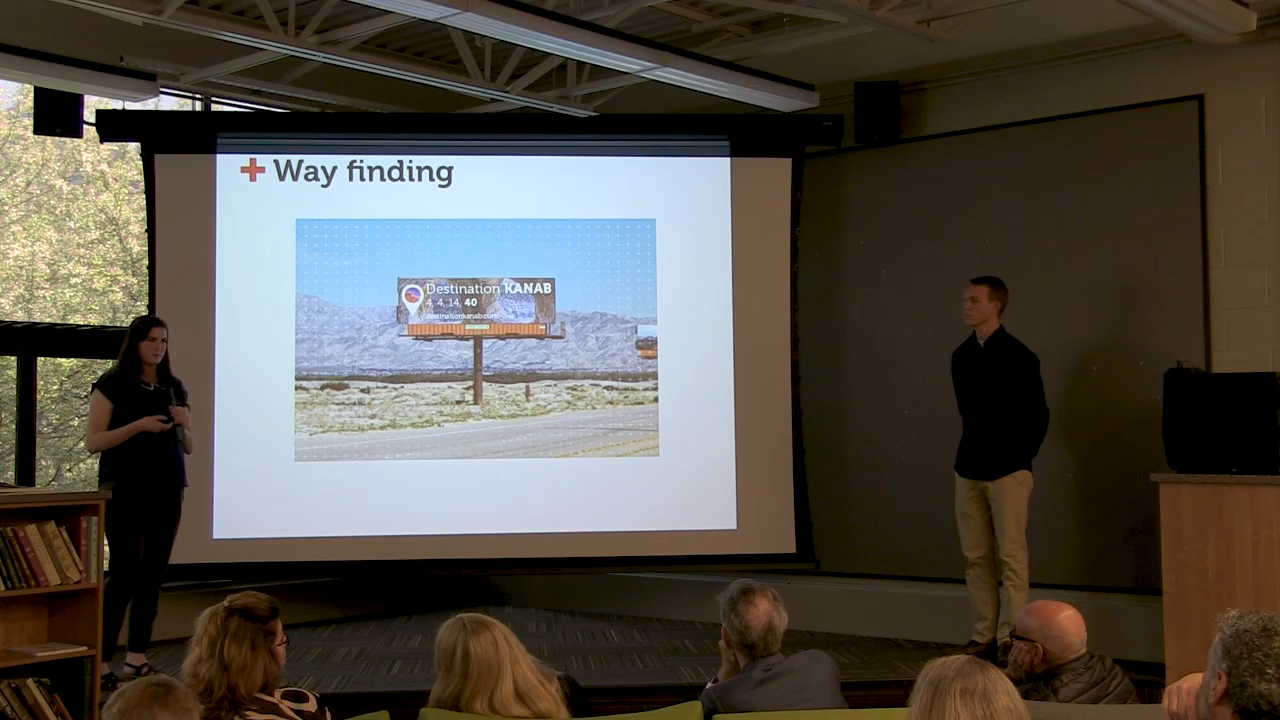 + Way finding
Destination KANAB
4, 4, 14, 40
destinationkanab.com